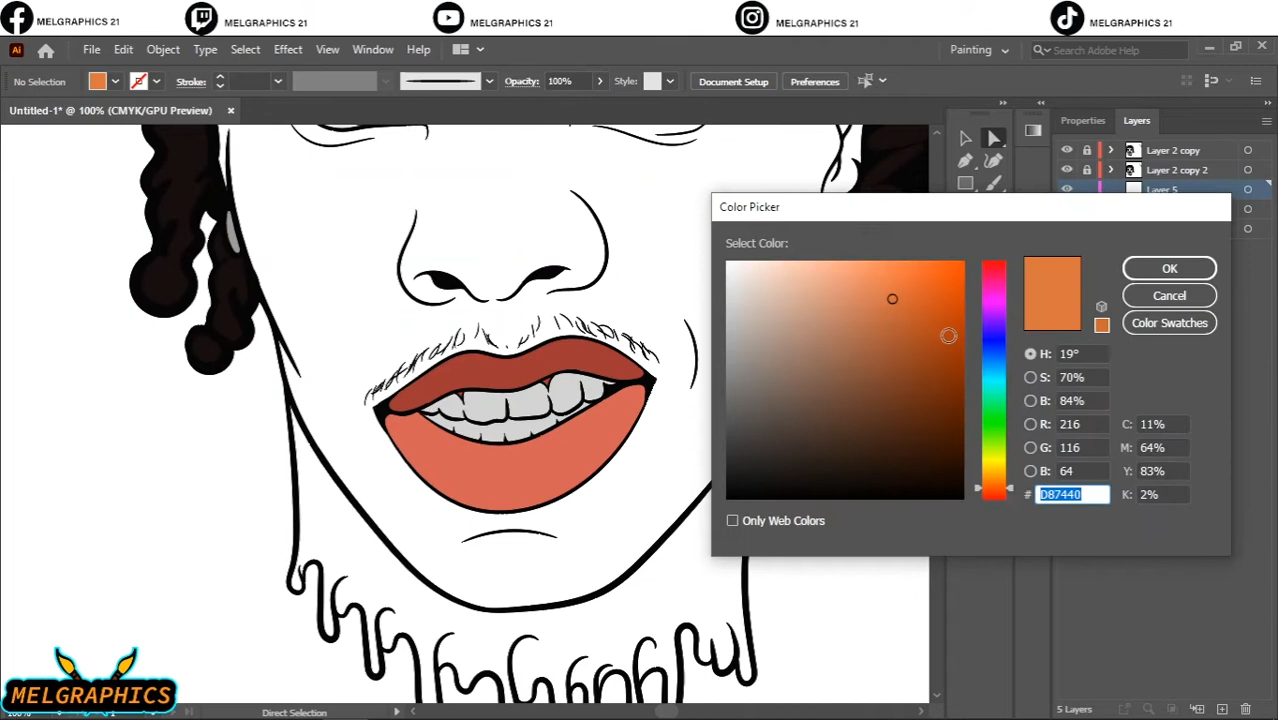 MELGRAPHICS 21
MELGRAPHICS 21
MELGRAPHICS 21
MELGRAPHICS 21
MELGRAPHICS 21
Ai File Edit Object Type Select Effect View Window Help Painting Search Adobe Help
No Selection Stroke: Opacity: 100% Style: Document Setup Preferences
Untitled-1* @ 100% (CMYK/GPU Preview)
Properties Layers
Layer 2 copy
Layer 2 copy 2
Layer 5
Color Picker
Select Color:
OK
Cancel
Color Swatches
H: 19°
S: 70%
B: 84%
R: 216 C: 11%
G: 116 M: 64%
B: 64 Y: 83%
# D87440 K: 2%
Only Web Colors
MELGRAPHICS
Direct Selection
5 Layers